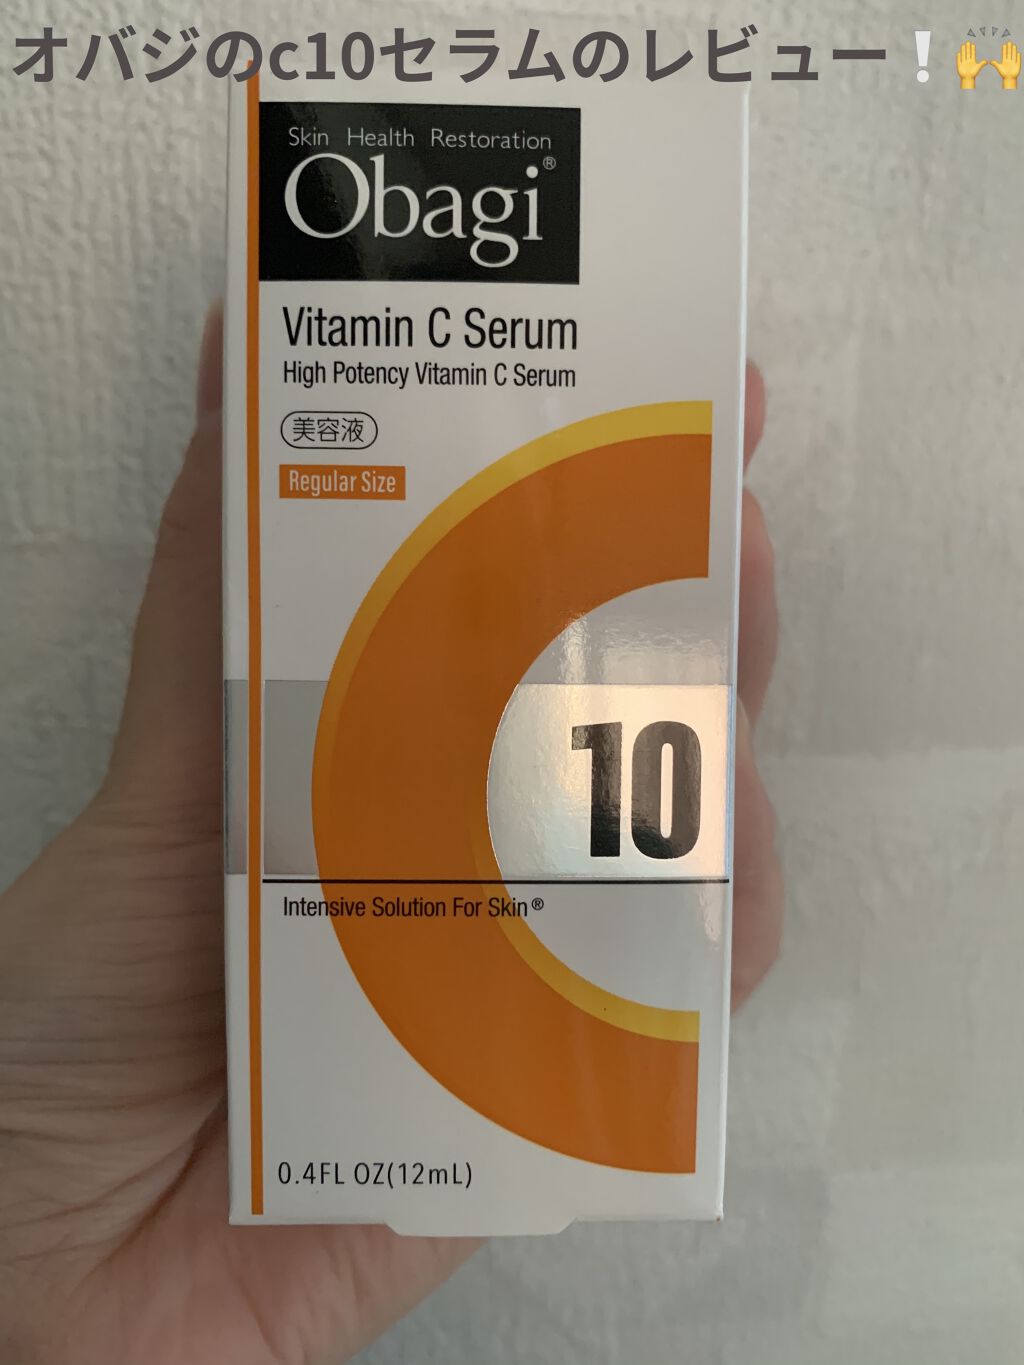 オバジのc10セラムのレビュー❕🙌
Skin Health Restoration
Obagi®
Vitamin C Serum
High Potency Vitamin C Serum
美容液
Regular Size
10
Intensive Solution For Skin®
0.4FL OZ(12mL)